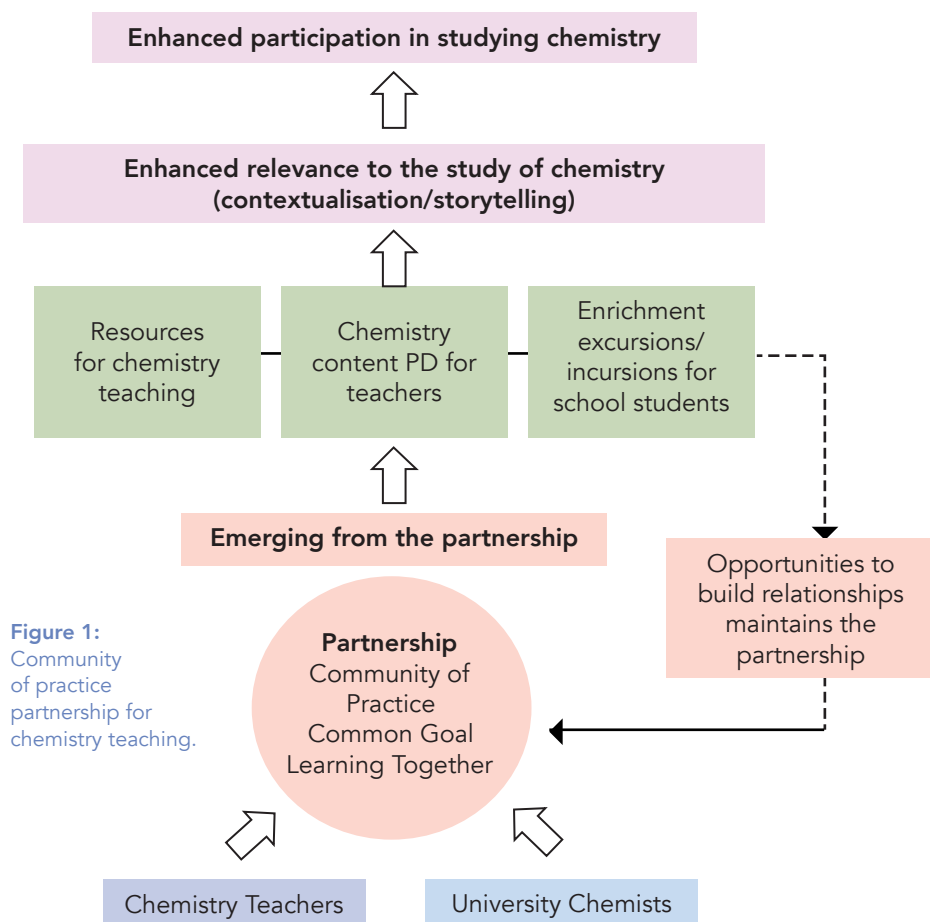 Enhanced participation in studying chemistry
Enhanced relevance to the study of chemistry
(contextualisation/storytelling)
Resources
for chemistry
teaching
Chemistry
content PD for
teachers
Enrichment
excursions/
incursions for
school students
Emerging from the partnership
Opportunities to
build relationships
maintains the
partnership
Figure 1:
Community
of practice
partnership for
chemistry teaching.
Partnership
Community of
Practice
Common Goal
Learning Together
Chemistry Teachers
University Chemists